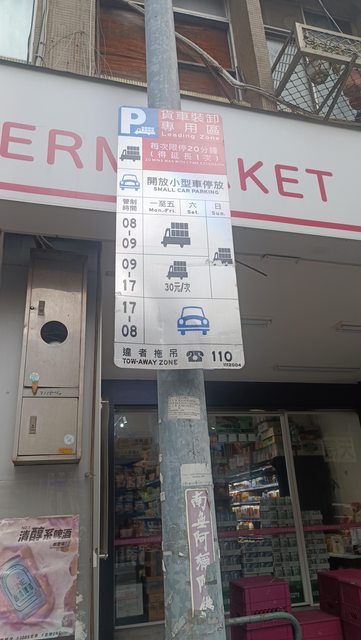 ERM
KET
P 貨車裝卸
專用區
Loading Zone
每次限停20分鐘
(得延長1次)
開放小型車停放
SMALL CAR PARKING
管制時間 一至五 Mon.-Fri. 六 Sat. 日 Sun.
08-09
09-17
30元/次
17-08
違者拖吊 ☎ 110
TOW-AWAY ZONE
1112004
清醇系啤酒
南無阿彌陀佛